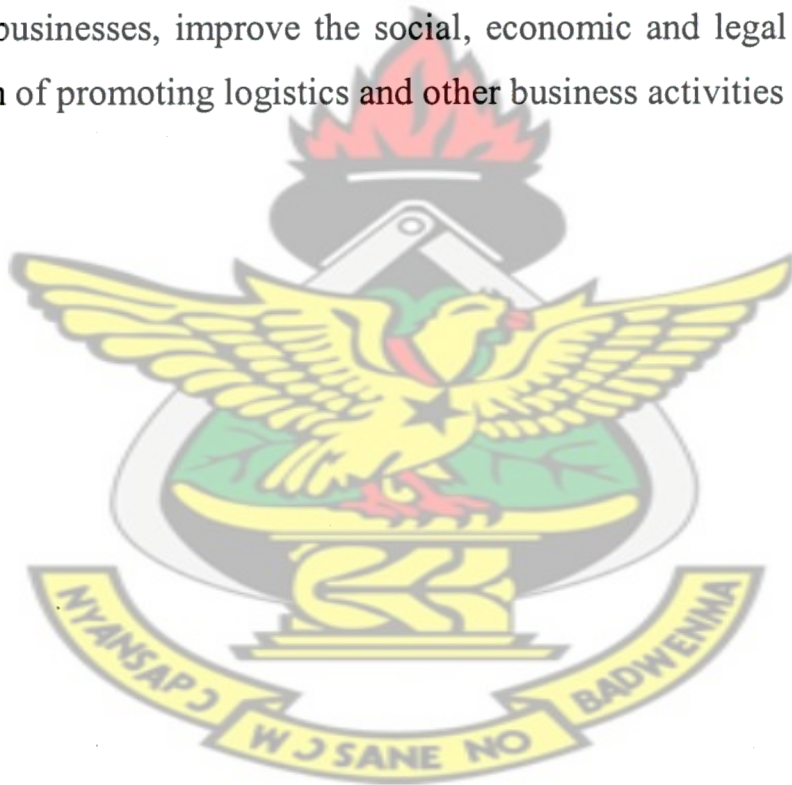 businesses, improve the social, economic and legal
of promoting logistics and other business activities
NYANSAPƆ
WƆSANE NO
BADWENMA